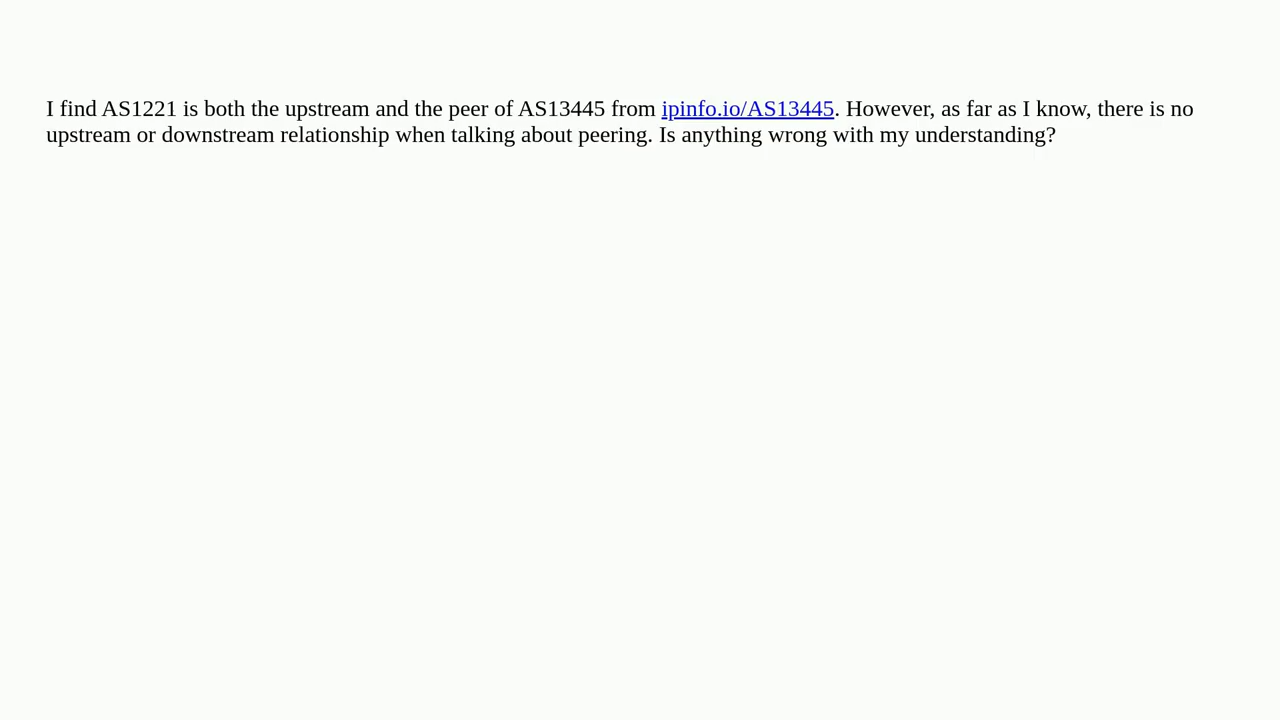 I find AS1221 is both the upstream and the peer of AS13445 from ipinfo.io/AS13445. However, as far as I know, there is no
upstream or downstream relationship when talking about peering. Is anything wrong with my understanding?